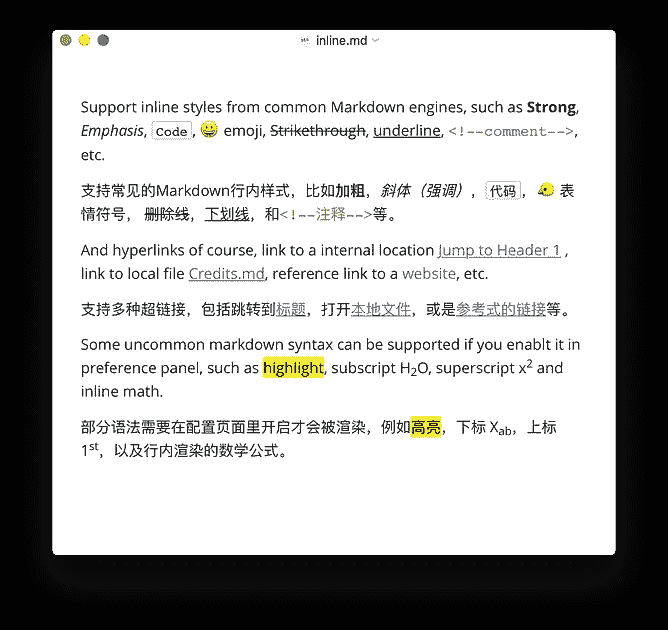 inline.md
Support inline styles from common Markdown engines, such as Strong,
Emphasis, Code, 😀 emoji, Strikethrough, underline, <!--comment-->,
etc.
支持常见的Markdown行内样式，比如加粗，斜体（强调），代码， 表
情符号， 删除线，下划线，和<!--注释-->等。
And hyperlinks of course, link to a internal location Jump to Header 1 ,
link to local file Credits.md, reference link to a website, etc.
支持多种超链接，包括跳转到标题，打开本地文件，或是参考式的链接等。
Some uncommon markdown syntax can be supported if you enablt it in
preference panel, such as highlight, subscript H₂O, superscript x² and
inline math.
部分语法需要在配置页面里开启才会被渲染，例如高亮，下标 Xab，上标
1st，以及行内渲染的数学公式。